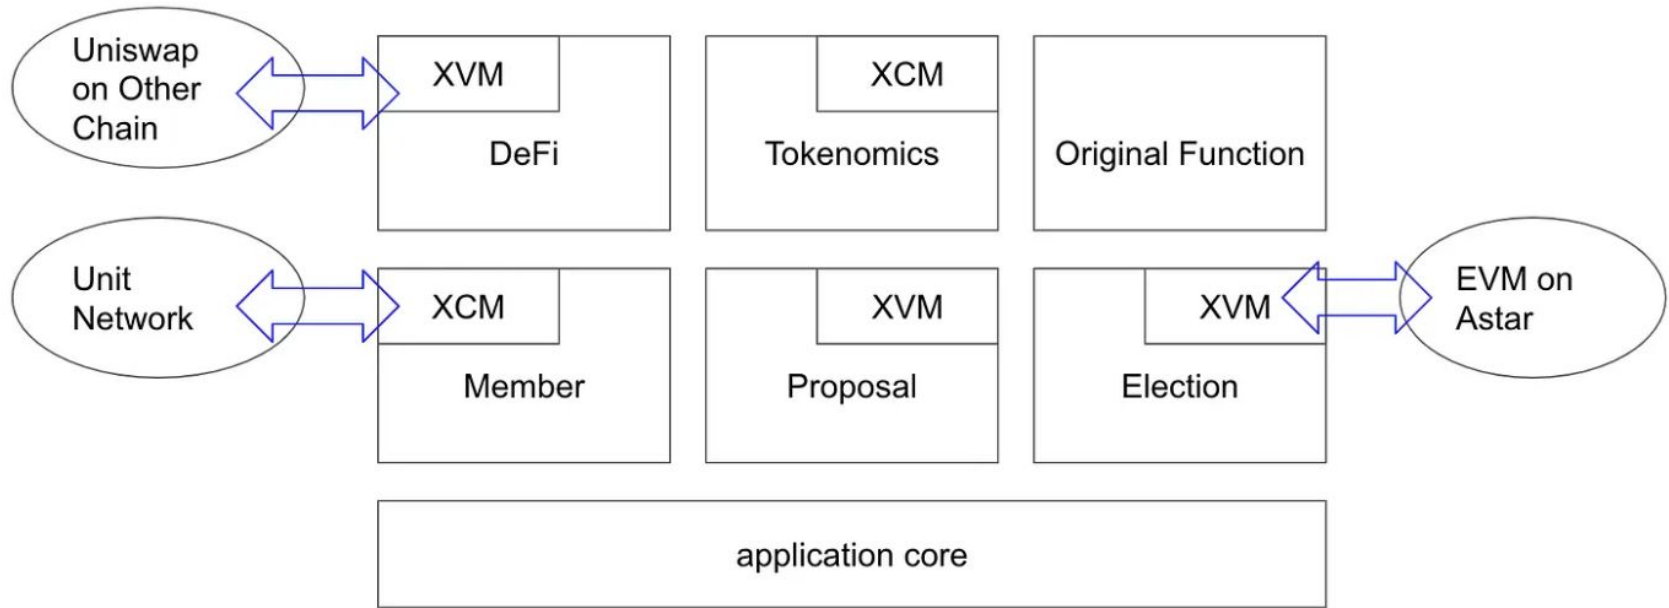 Uniswap
on Other
Chain
XVM
DeFi
XCM
Tokenomics
Original Function
Unit
Network
XCM
Member
XVM
Proposal
XVM
Election
EVM on
Astar
application core